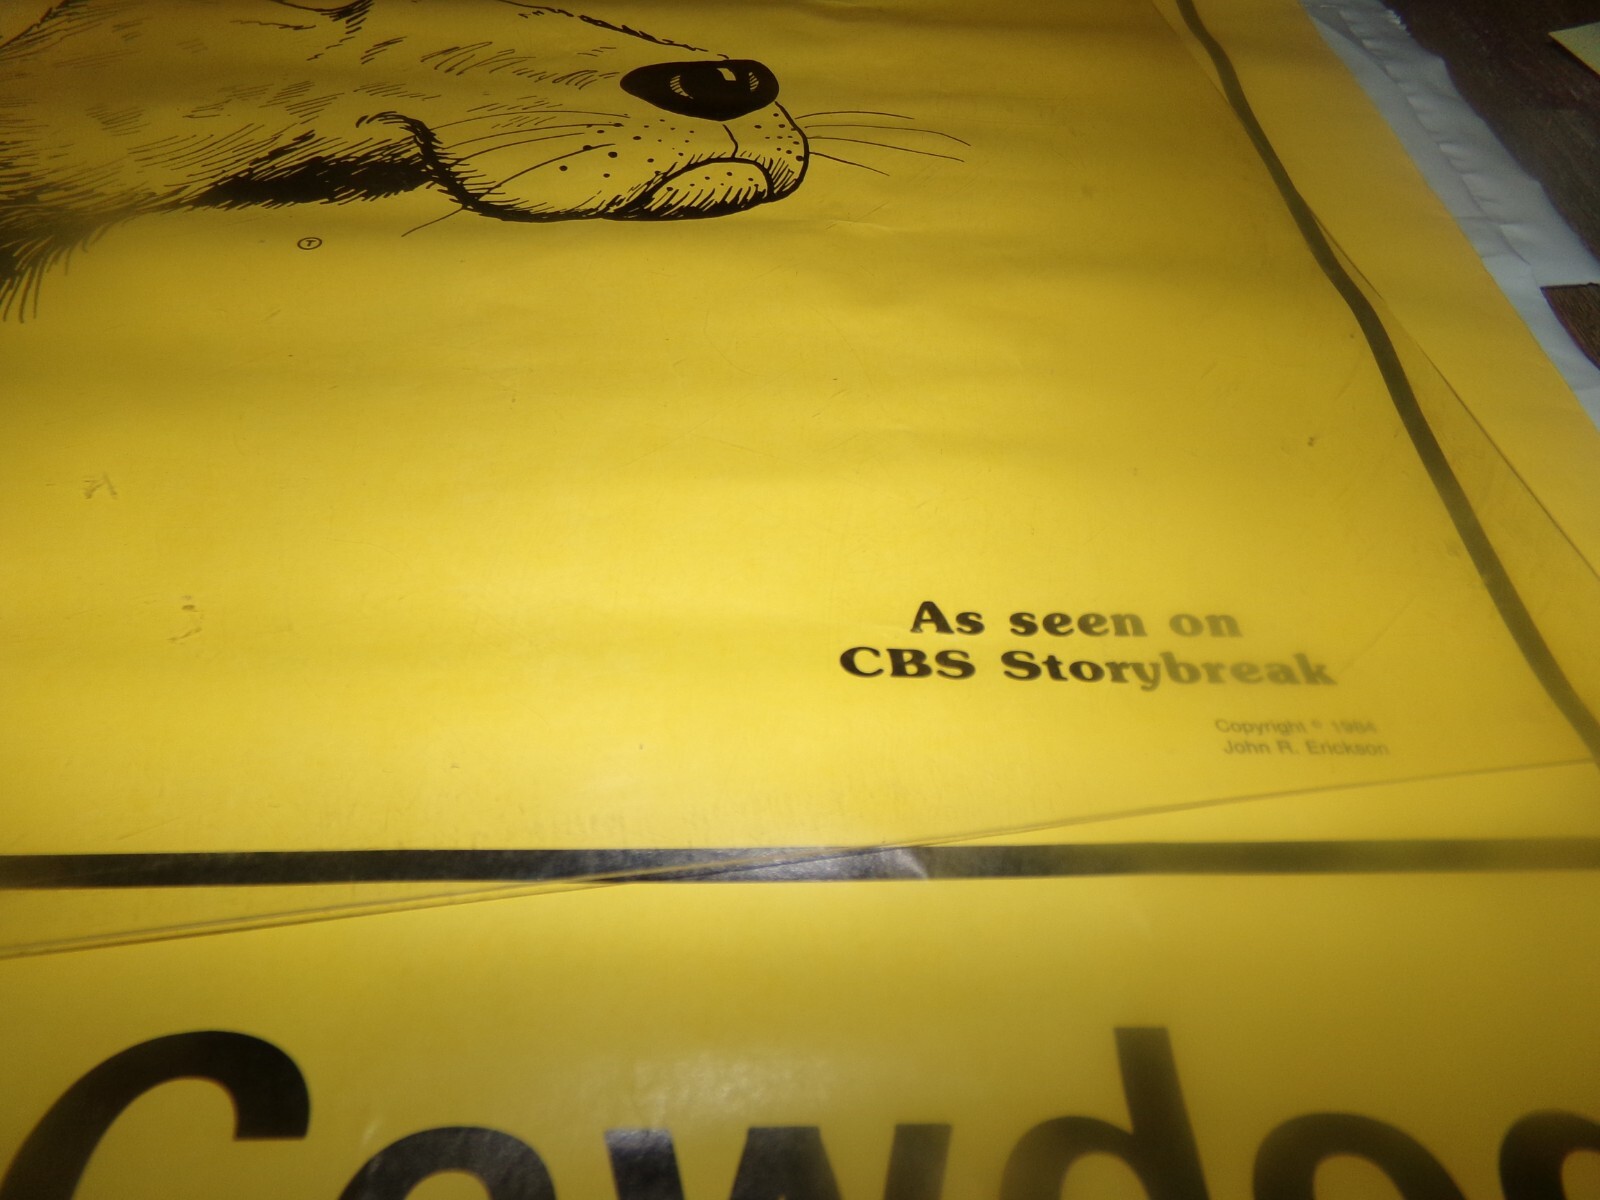 T
As seen on
CBS Storybreak
Copyright © 1984
John R. Erickson
Cowdog